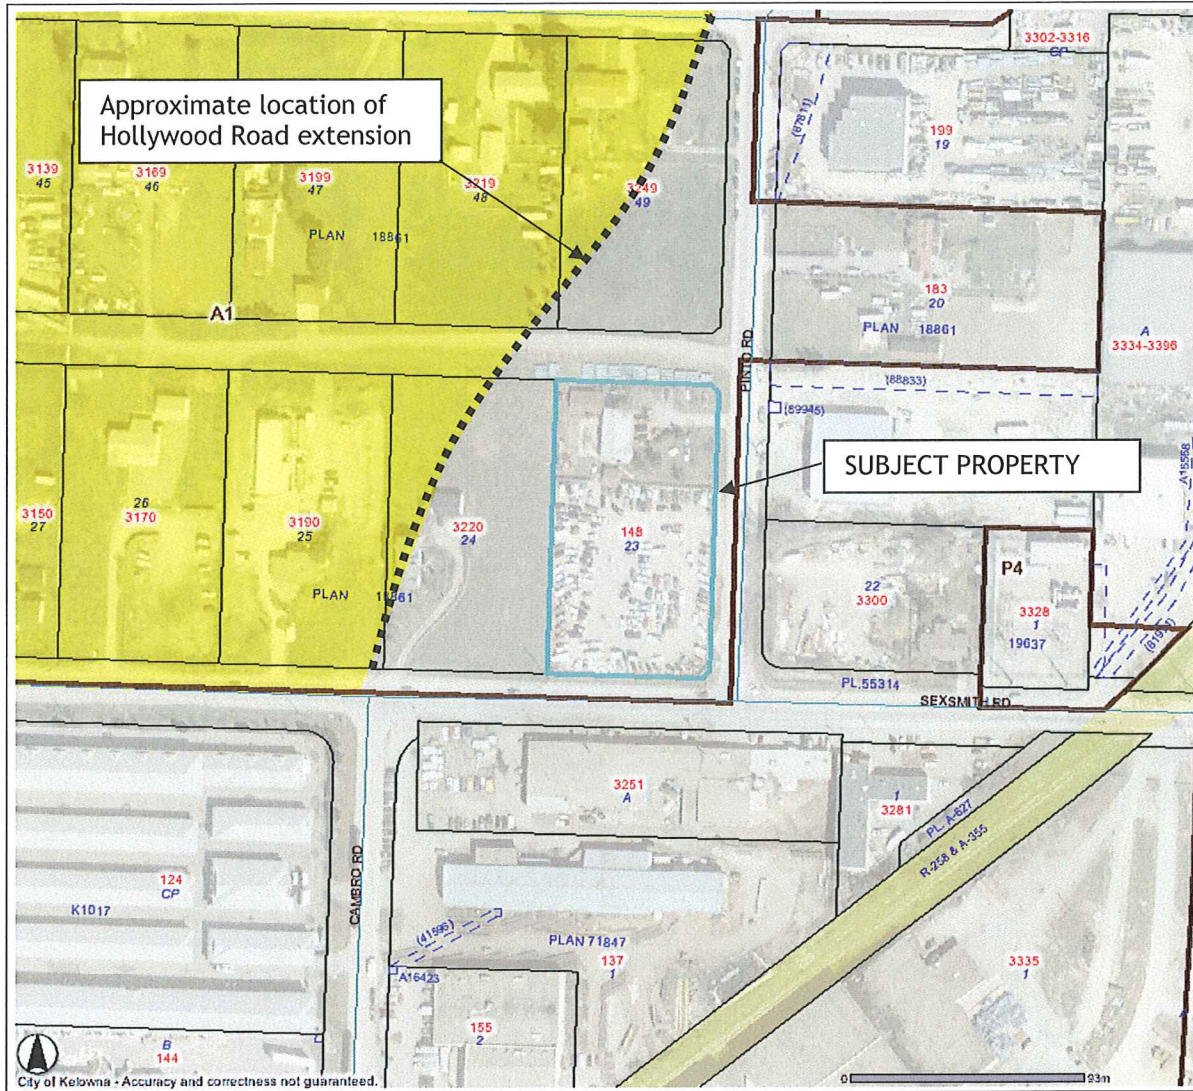 3302-3316
CP
Approximate location of
Hollywood Road extension
(87811)
199
19
3139
45
3169
46
3199
47
3219
48
3249
49
PLAN 18861
183
20
PLAN 18861
A
3334-3396
A1
PINTO RD
(88833)
(89945)
SUBJECT PROPERTY
A15568
3150
27
26
3170
3190
25
3220
24
148
23
P4
22
3300
3328
1
19637
PLAN
PL.55314
SEXSMITH RD
3251
A
1
3281
PL. A-627
R-258 & A-355
CAMBRO RD
124
CP
K1017
(41596)
PLAN 71847
137
1
A16423
3335
1
155
2
B
144
City of Kelowna - Accuracy and correctness not guaranteed.
0
93m